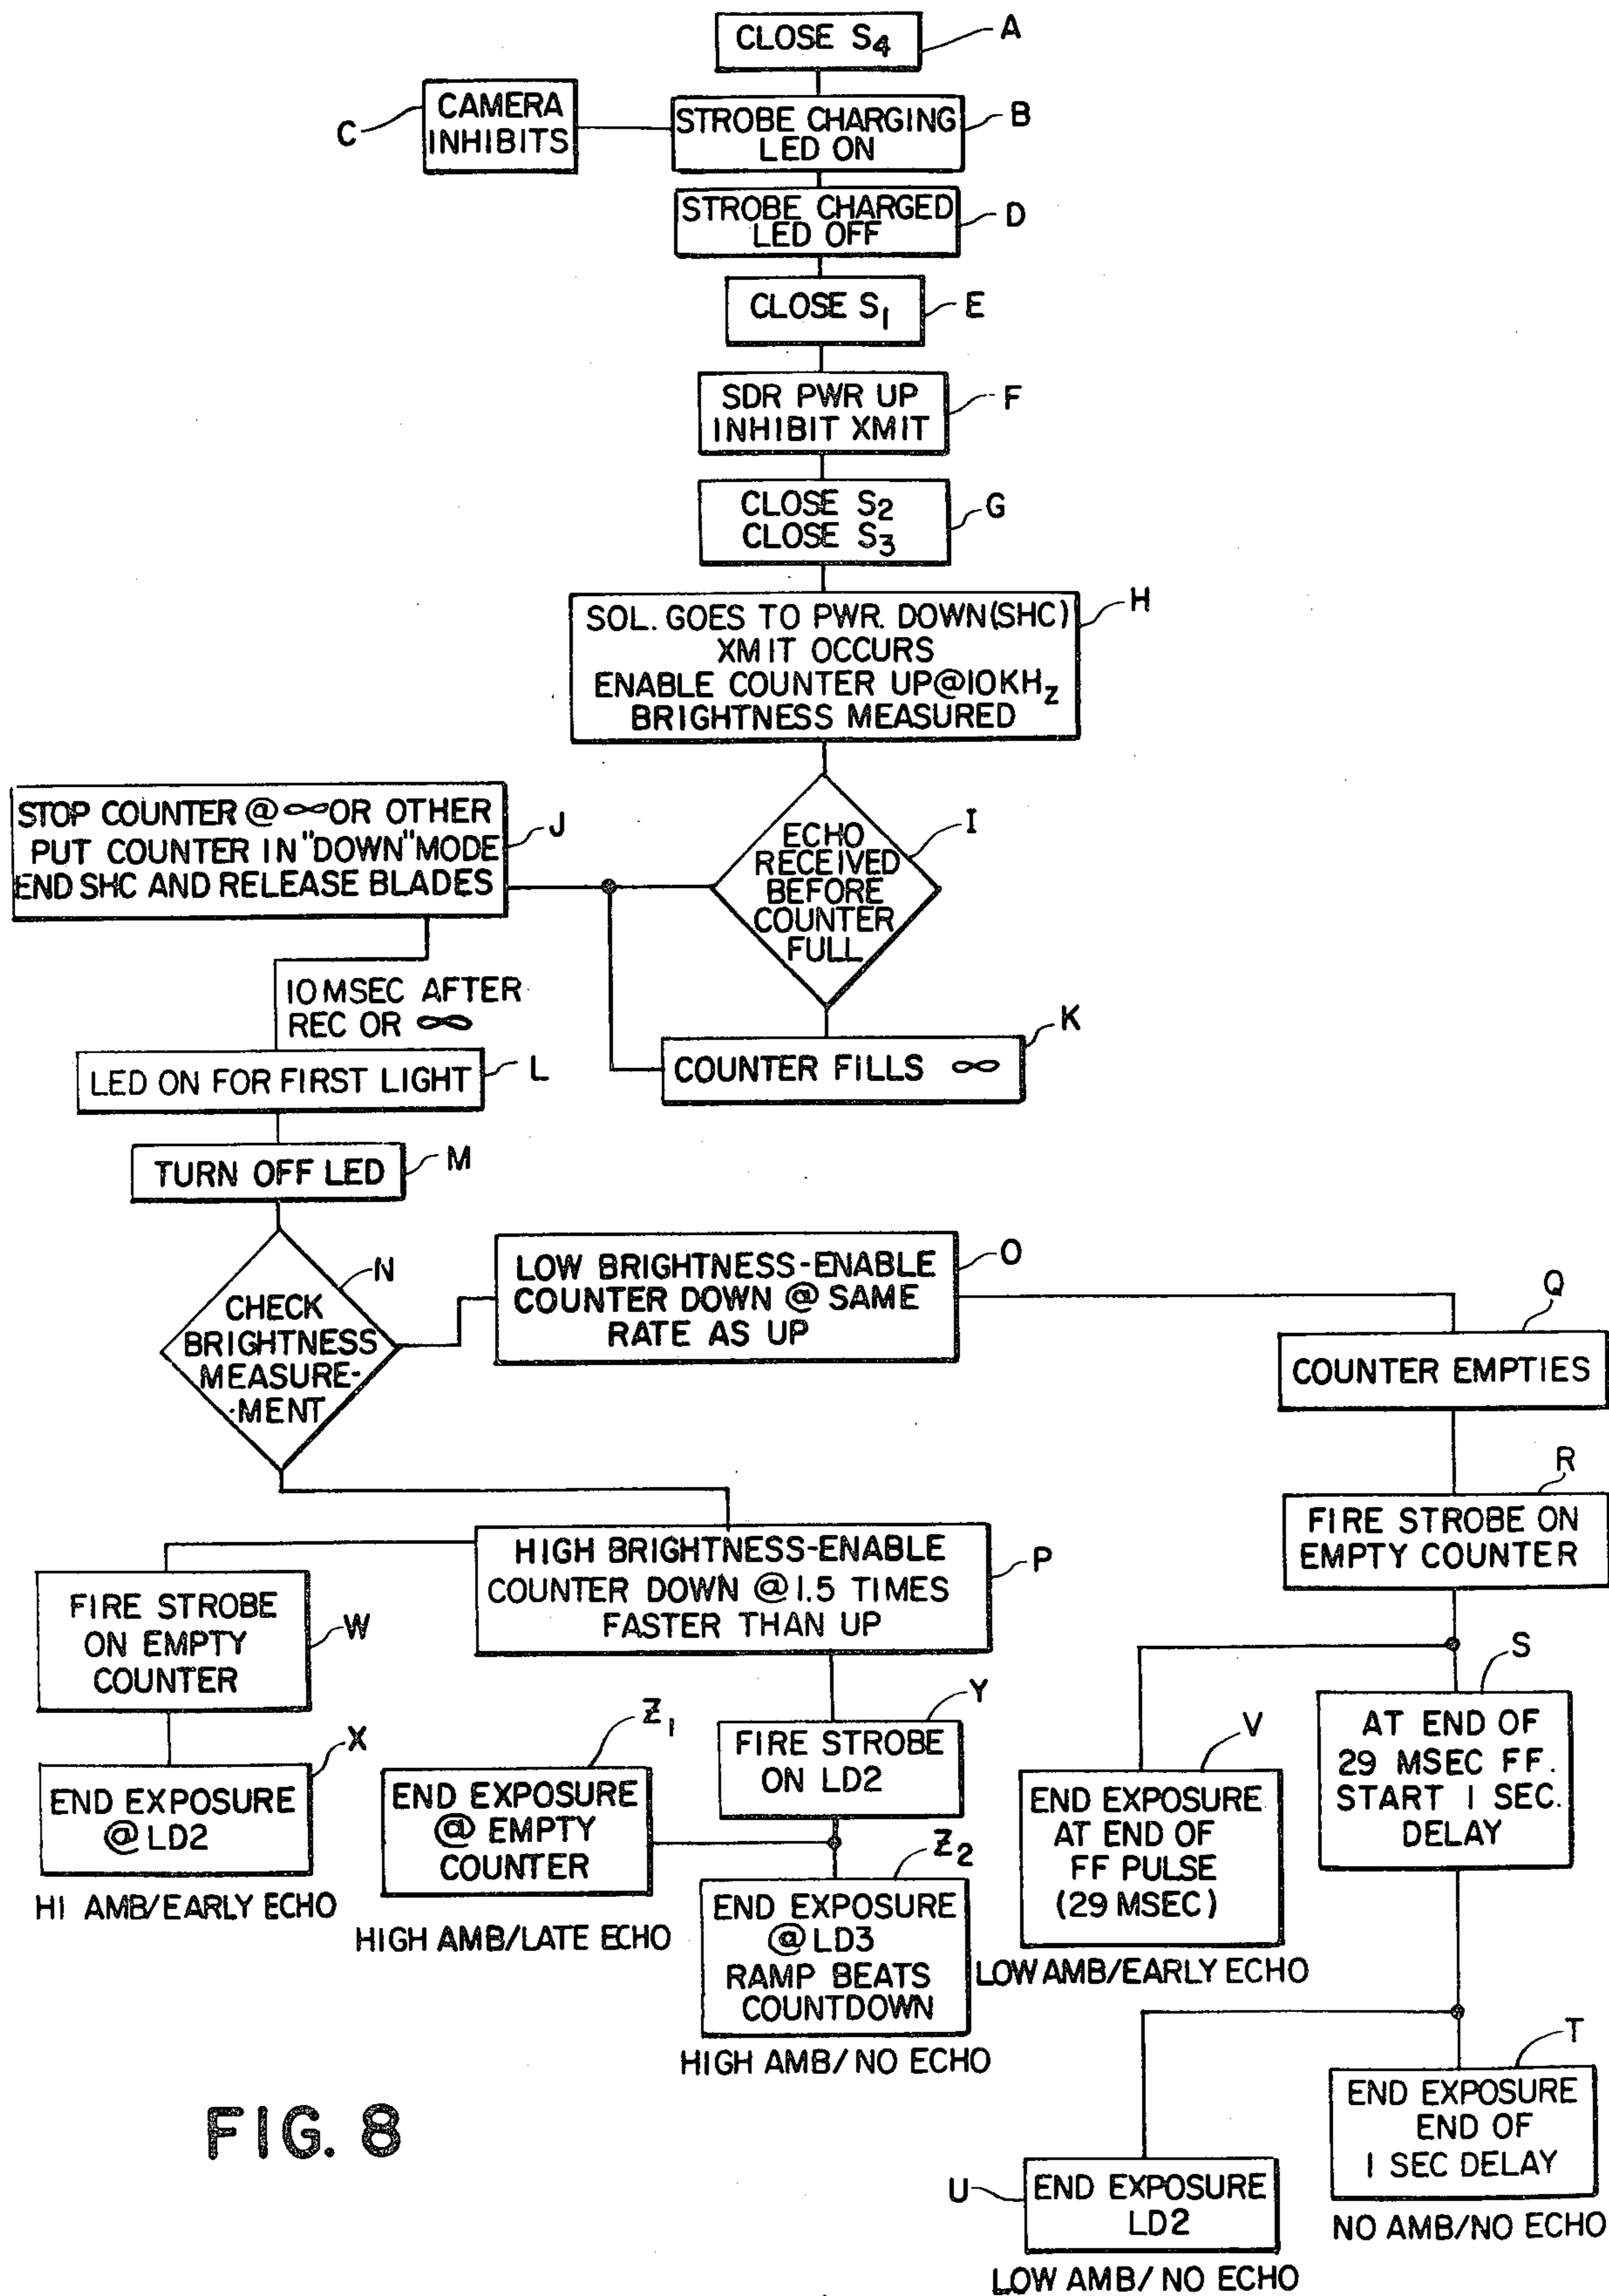 CLOSE S4
A
CAMERA
INHIBITS
C
STROBE CHARGING
LED ON
B
STROBE CHARGED
LED OFF
D
CLOSE S1
E
SDR PWR UP
INHIBIT XMIT
F
CLOSE S2
CLOSE S3
G
SOL. GOES TO PWR. DOWN(SHC)
XMIT OCCURS
ENABLE COUNTER UP@10KHZ
BRIGHTNESS MEASURED
H
STOP COUNTER @ ∞ OR OTHER
PUT COUNTER IN "DOWN" MODE
END SHC AND RELEASE BLADES
J
ECHO
RECEIVED
BEFORE
COUNTER
FULL
I
10 MSEC AFTER
REC OR ∞
COUNTER FILLS ∞
K
LED ON FOR FIRST LIGHT
L
TURN OFF LED
M
CHECK
BRIGHTNESS
MEASURE-
-MENT
N
LOW BRIGHTNESS-ENABLE
COUNTER DOWN @ SAME
RATE AS UP
O
COUNTER EMPTIES
Q
FIRE STROBE ON
EMPTY COUNTER
R
HIGH BRIGHTNESS-ENABLE
COUNTER DOWN @ 1.5 TIMES
FASTER THAN UP
P
FIRE STROBE
ON EMPTY
COUNTER
W
END EXPOSURE
@ LD2
X
HI AMB/EARLY ECHO
FIRE STROBE
ON LD2
Y
END EXPOSURE
@ EMPTY
COUNTER
Z1
HIGH AMB/LATE ECHO
END EXPOSURE
@ LD3
RAMP BEATS
COUNTDOWN
Z2
HIGH AMB/NO ECHO
END EXPOSURE
AT END OF
FF PULSE
(29 MSEC)
V
LOW AMB/EARLY ECHO
AT END OF
29 MSEC FF.
START 1 SEC.
DELAY
S
END EXPOSURE
END OF
1 SEC DELAY
T
NO AMB/NO ECHO
END EXPOSURE
LD2
U
LOW AMB/NO ECHO
FIG. 8